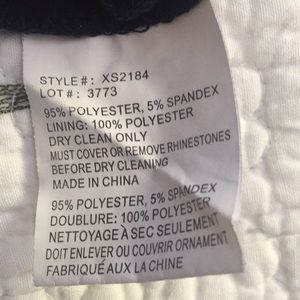 STYLE#: XS2184
LOT #: 3773
95% POLYESTER, 5% SPANDEX
LINING: 100% POLYESTER
DRY CLEAN ONLY
MUST COVER OR REMOVE RHINESTONES
BEFORE DRY CLEANING
MADE IN CHINA
95% POLYESTER, 5% SPANDEX
DOUBLURE: 100% POLYESTER
NETTOYAGE À SEC SEULEMENT
DOIT ENLEVER OU COUVRIR ORNAMENT
FABRIQUÉ AUX LA CHINE